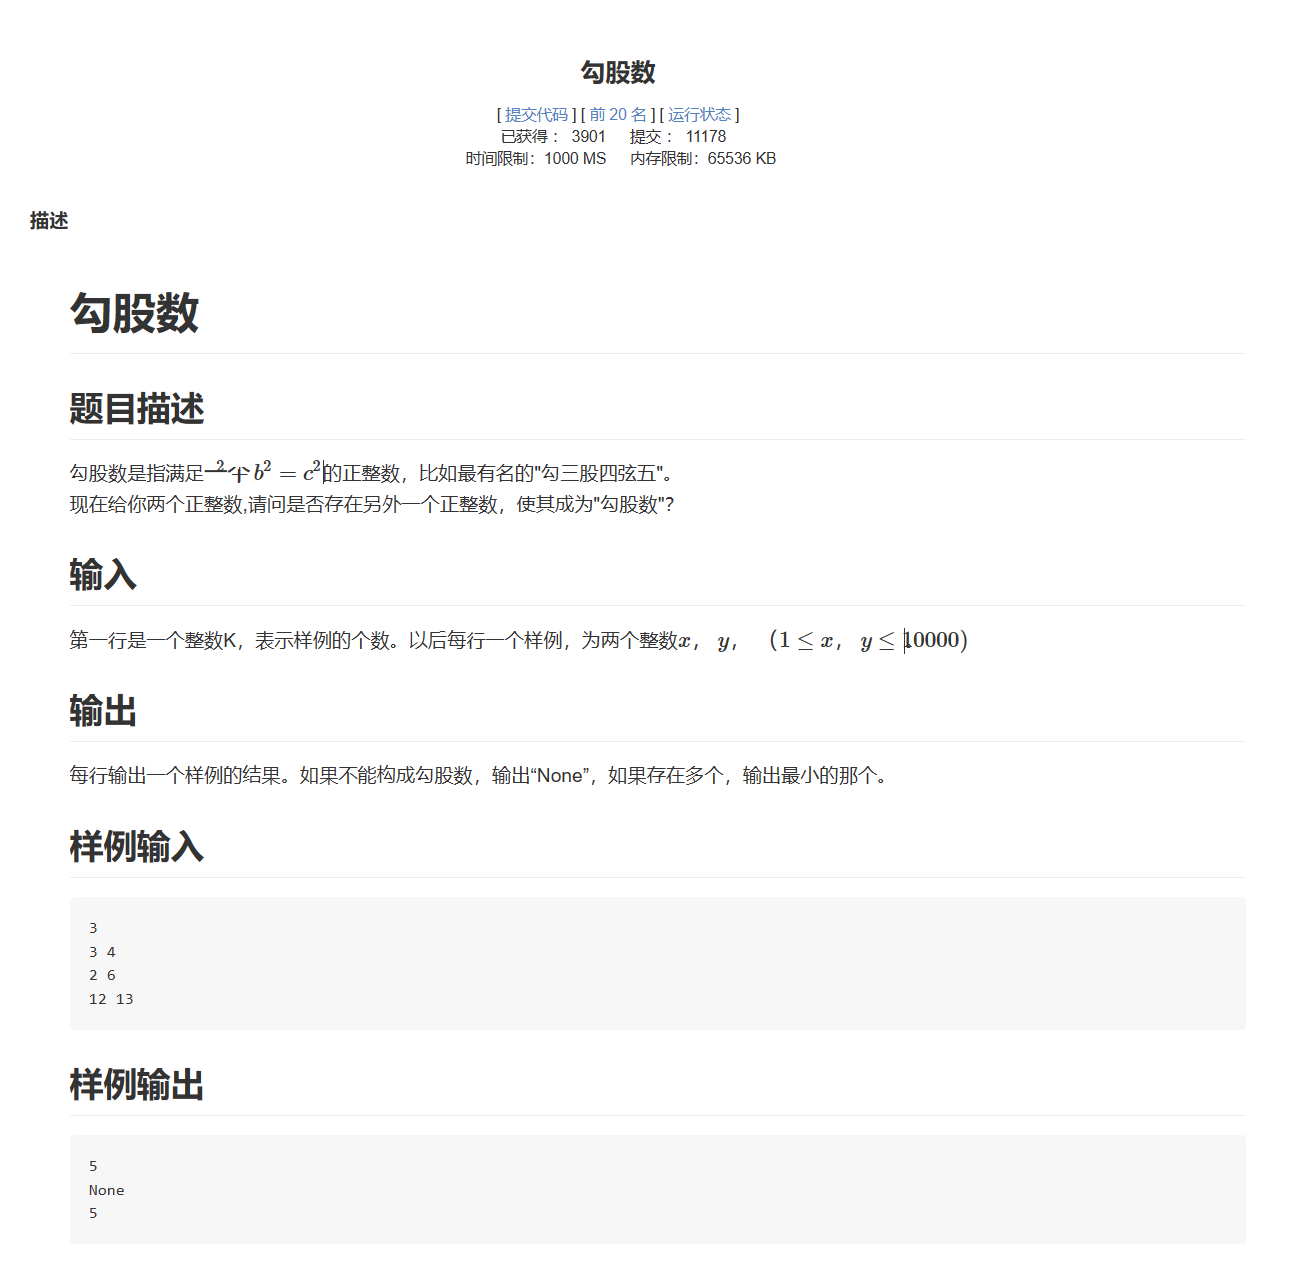 勾股数
[ 提交代码 ] [ 前 20 名 ] [ 运行状态 ]
已获得： 3901 提交： 11178
时间限制：1000 MS 内存限制：65536 KB
描述
勾股数
题目描述
勾股数是指满足 b² = c²的正整数，比如最有名的"勾三股四弦五"。
现在给你两个正整数,请问是否存在另外一个正整数，使其成为"勾股数"?
输入
第一行是一个整数K，表示样例的个数。以后每行一个样例，为两个整数x， y， （1 ≤ x， y ≤ 10000)
输出
每行输出一个样例的结果。如果不能构成勾股数，输出“None”，如果存在多个，输出最小的那个。
样例输入
3
3 4
2 6
12 13
样例输出
5
None
5